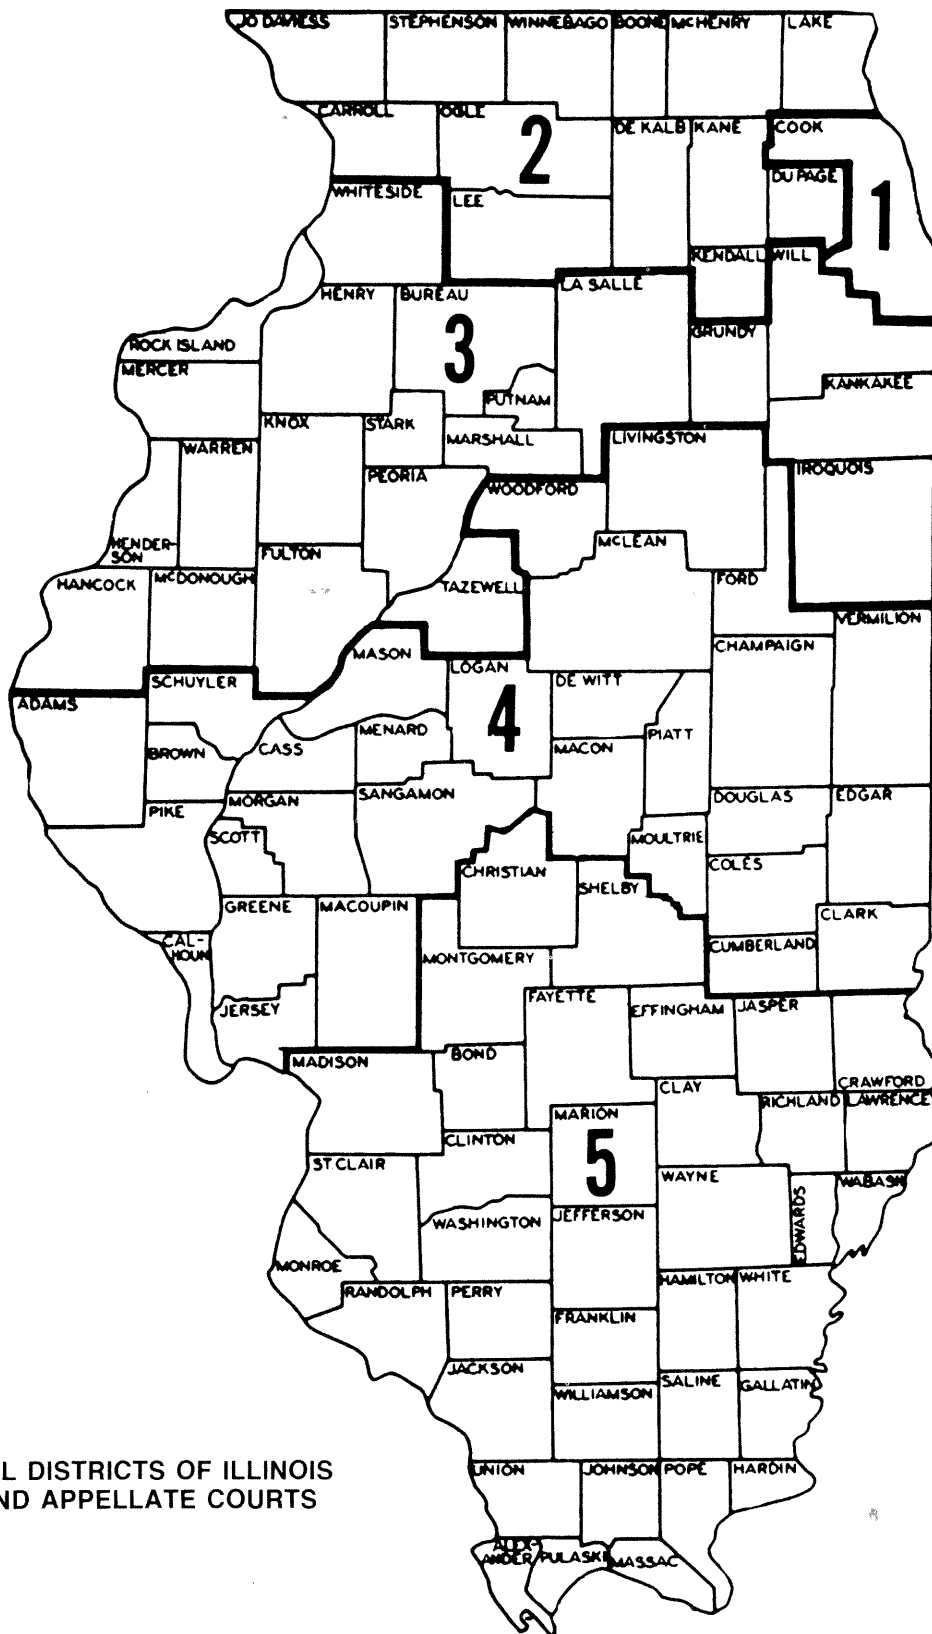 JO DAVIESS STEPHENSON WINNEBAGO BOONE MCHENRY LAKE
CARROLL OGLE DE KALB KANE COOK
2
DU PAGE
WHITESIDE LEE 1
KENDALL WILL
HENRY BUREAU LA SALLE
3 GRUNDY
ROCK ISLAND
MERCER KANKAKEE
PUTNAM
KNOX STARK
WARREN MARSHALL LIVINGSTON
PEORIA IROQUOIS
WOODFORD
HENDER-
SON
FULTON MCLEAN
HANCOCK MCDONOUGH TAZEWELL FORD
VERMILION
MASON CHAMPAIGN
SCHUYLER LOGAN DE WITT
ADAMS 4
MENARD PIATT
BROWN CASS MACON
PIKE MORGAN SANGAMON DOUGLAS EDGAR
SCOTT MOULTRIE
CHRISTIAN COLES
SHELBY
GREENE MACOUPIN CLARK
CAL-
HOUN
MONTGOMERY CUMBERLAND
JERSEY FAYETTE EFFINGHAM JASPER
MADISON BOND
CLAY CRAWFORD
MARION RICHLAND LAWRENCE
CLINTON
5
ST. CLAIR WAYNE WABASH
WASHINGTON JEFFERSON EDWARDS
MONROE
RANDOLPH PERRY HAMILTON WHITE
FRANKLIN
JACKSON SALINE GALLATIN
WILLIAMSON
UNION JOHNSON POPE HARDIN
L DISTRICTS OF ILLINOIS
ND APPELLATE COURTS
ALEX-
ANDER
PULASKI MASSAC